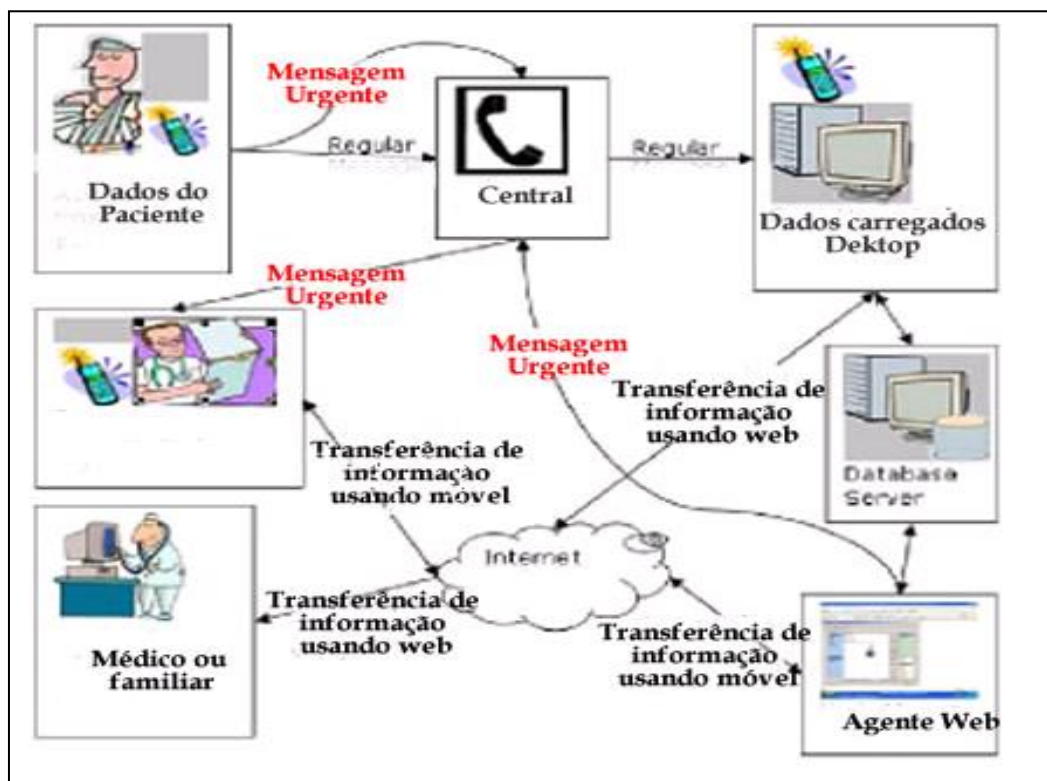 Mensagem
Urgente
Regular
Regular
Dados do
Paciente
Central
Dados carregados
Dektop
Mensagem
Urgente
Mensagem
Urgente
Transferência de
informação
usando web
Transferência de
informação
usando móvel
Database
Server
Internet
Transferência de
informação
usando web
Transferência de
informação
usando móvel
Médico ou
familiar
Agente Web